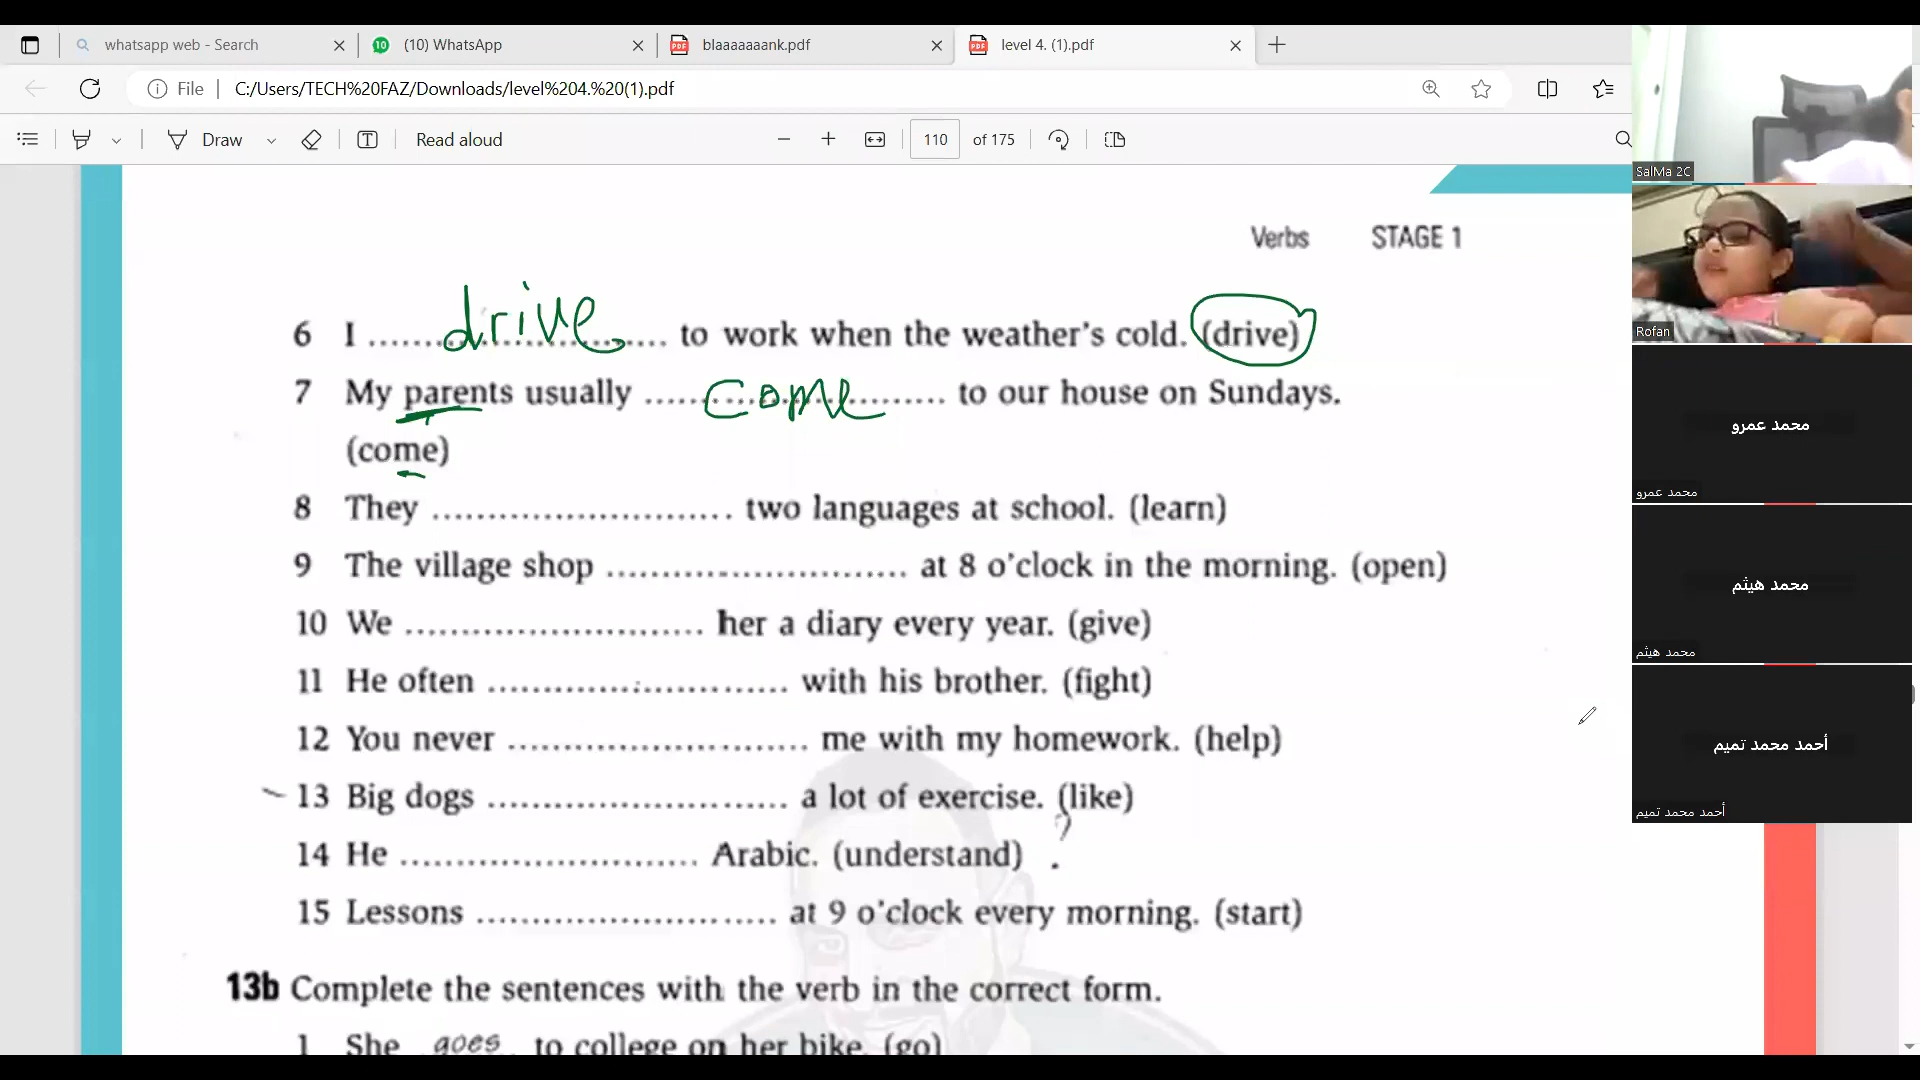 whatsapp web - Search
(10) WhatsApp
blaaaaaaank.pdf
level 4. (1).pdf
File
C:/Users/TECH%20FAZ/Downloads/level%204.%20(1).pdf
Draw
Read aloud
110 of 175
Verbs STAGE 1
6 I ......drive...... to work when the weather's cold. (drive)
7 My parents usually ......come...... to our house on Sundays.
(come)
8 They ........................... two languages at school. (learn)
9 The village shop ........................... at 8 o'clock in the morning. (open)
10 We ........................... her a diary every year. (give)
11 He often ........................... with his brother. (fight)
12 You never ........................... me with my homework. (help)
13 Big dogs ........................... a lot of exercise. (like)
14 He ........................... Arabic. (understand)
15 Lessons ........................... at 9 o'clock every morning. (start)
13b Complete the sentences with the verb in the correct form.
1 She goes to college on her bike. (go)
SalMa 2C
Rofan
محمد عمرو
محمد عمرو
محمد هيثم
محمد هيثم
أحمد محمد تميم
أحمد محمد تميم